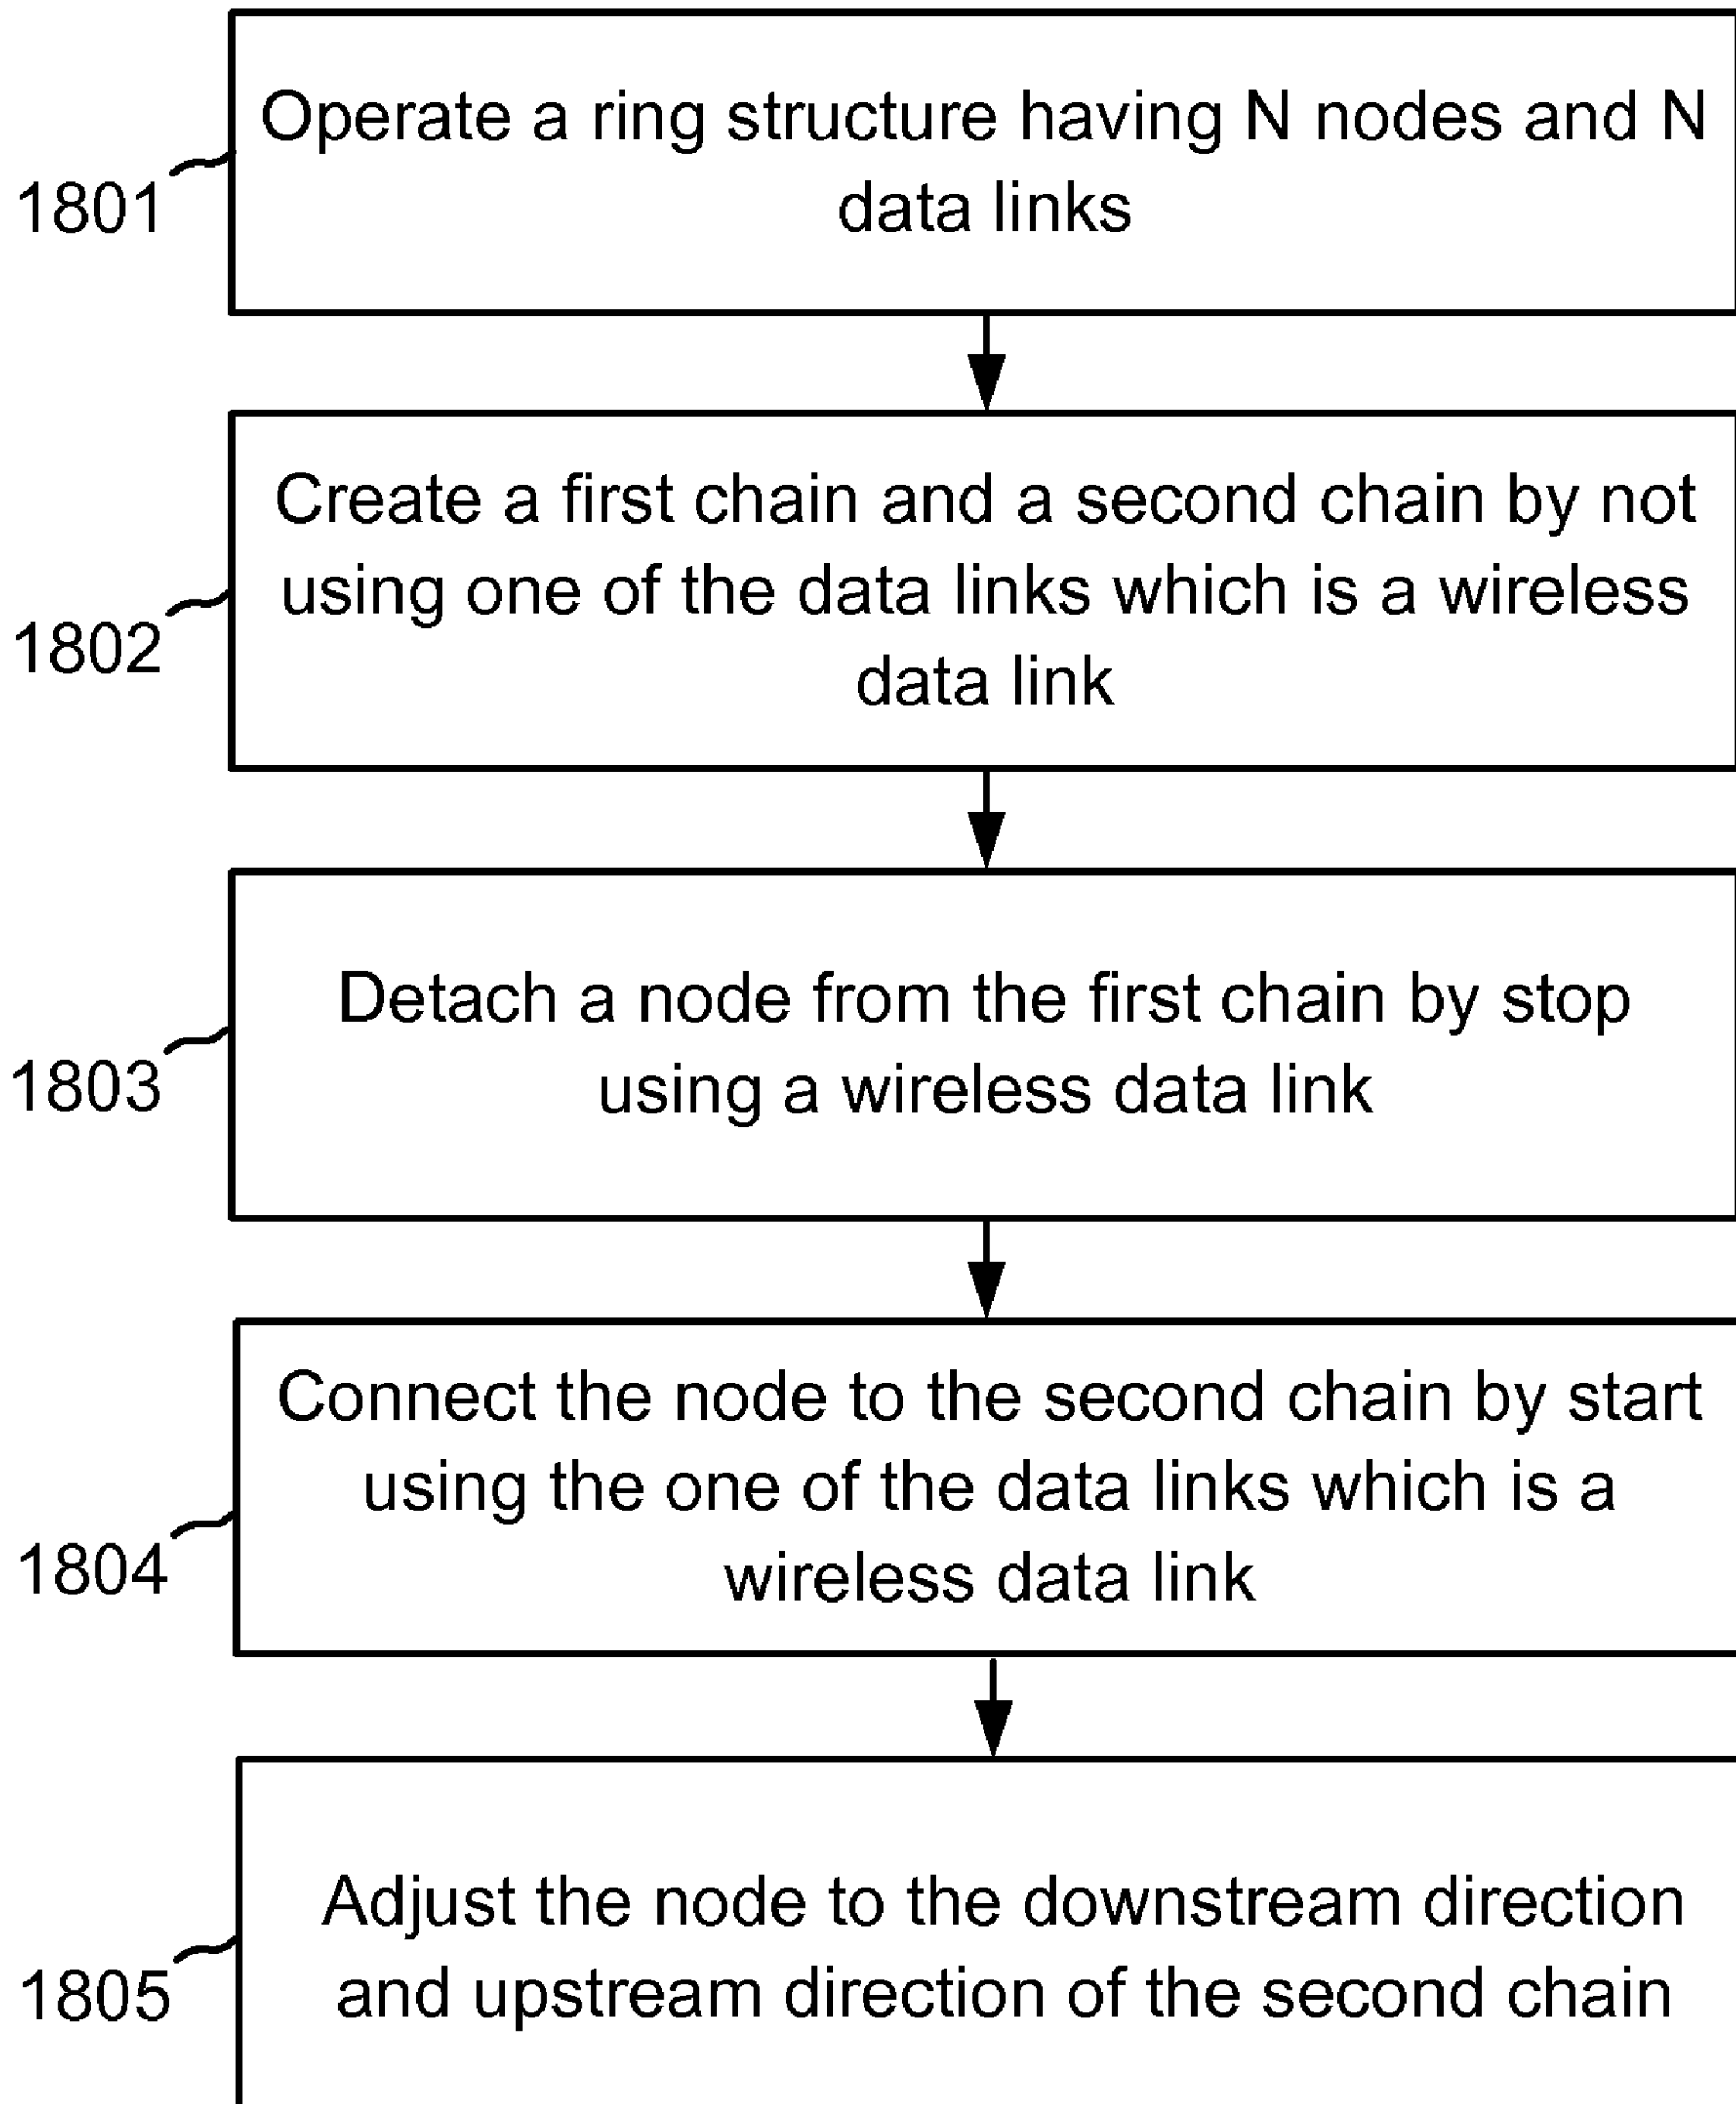 Operate a ring structure having N nodes and N
data links
1801
Create a first chain and a second chain by not
using one of the data links which is a wireless
data link
1802
Detach a node from the first chain by stop
using a wireless data link
1803
Connect the node to the second chain by start
using the one of the data links which is a
wireless data link
1804
Adjust the node to the downstream direction
and upstream direction of the second chain
1805